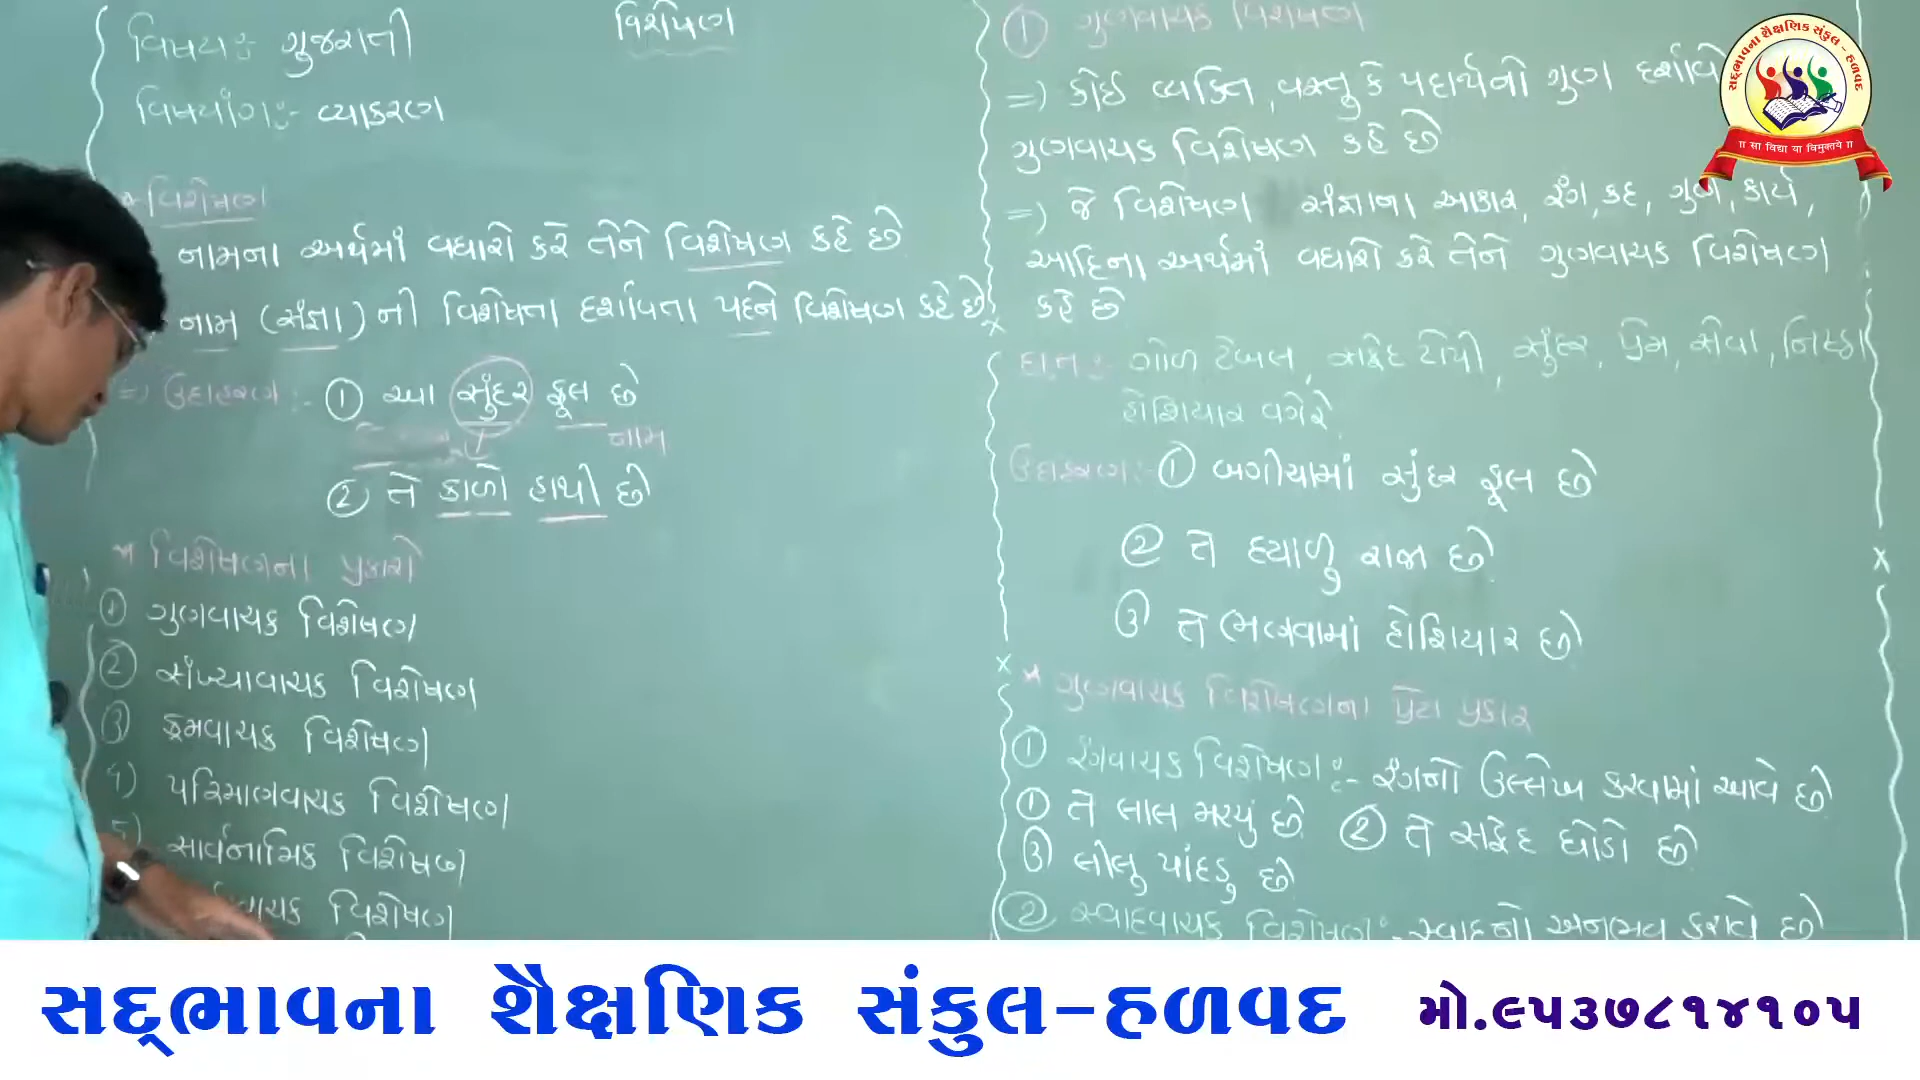 વિશેષણ
વિષય :- ગુજરાતી
વિષયાંગ :- વ્યાકરણ
* વિશેષણ
નામના અર્થમાં વધારો કરે તેને વિશેષણ કહે છે
નામ (સંજ્ઞા) ની વિશેષતા દર્શાવતા પદને વિશેષણ કહે છે
=) ઉદાહરણ :- ① આ સુંદર ફૂલ છે
નામ
② તે કાળો હાથી છે
* વિશેષણના પ્રકારો
① ગુણવાચક વિશેષણ
② સંખ્યાવાચક વિશેષણ
③ ક્રમવાચક વિશેષણ
4) પરિમાણવાચક વિશેષણ
5) સાર્વનામિક વિશેષણ
વિશેષણ
① ગુણવાચક વિશેષણ
=) કોઈ વ્યક્તિ, વસ્તુ કે પદાર્થનો ગુણ દર્શાવે
ગુણવાચક વિશેષણ કહે છે
=) જે વિશેષણ સંજ્ઞાના આકાર, રંગ, કદ, ગુણ, કાર્ય,
આદિના અર્થમાં વધારો કરે તેને ગુણવાચક વિશેષણ
કહે છે
દા.ત :- ગોળ ટેબલ, સફેદ ટોપી, સુંદર, પ્રેમ, સેવા, નિષ્ઠા
હોશિયાર વગેરે
ઉદાહરણ :- ① બગીચામાં સુંદર ફૂલ છે
② તે દયાળુ રાજા છે
③ તે ભણવામાં હોશિયાર છે
* ગુણવાચક વિશેષણના પેટા પ્રકાર
① રંગવાચક વિશેષણ :- રંગનો ઉલ્લેખ કરવામાં આવે છે
① તે લાલ મરચું છે ② તે સફેદ ઘોડો છે
③ લીલુ પાંદડુ છે
② સ્વાદવાચક વિશેષણ :- સ્વાદનો અનુભવ કરાવે છે
સદ્‌ભાવના શૈક્ષણિક સંકુલ - હળવદ
॥ सा विद्या या विमुक्तये ॥
સદ્‌ભાવના શૈક્ષણિક સંકુલ-હળવદ મો.૯૫૩૭૮૧૪૧૦૫